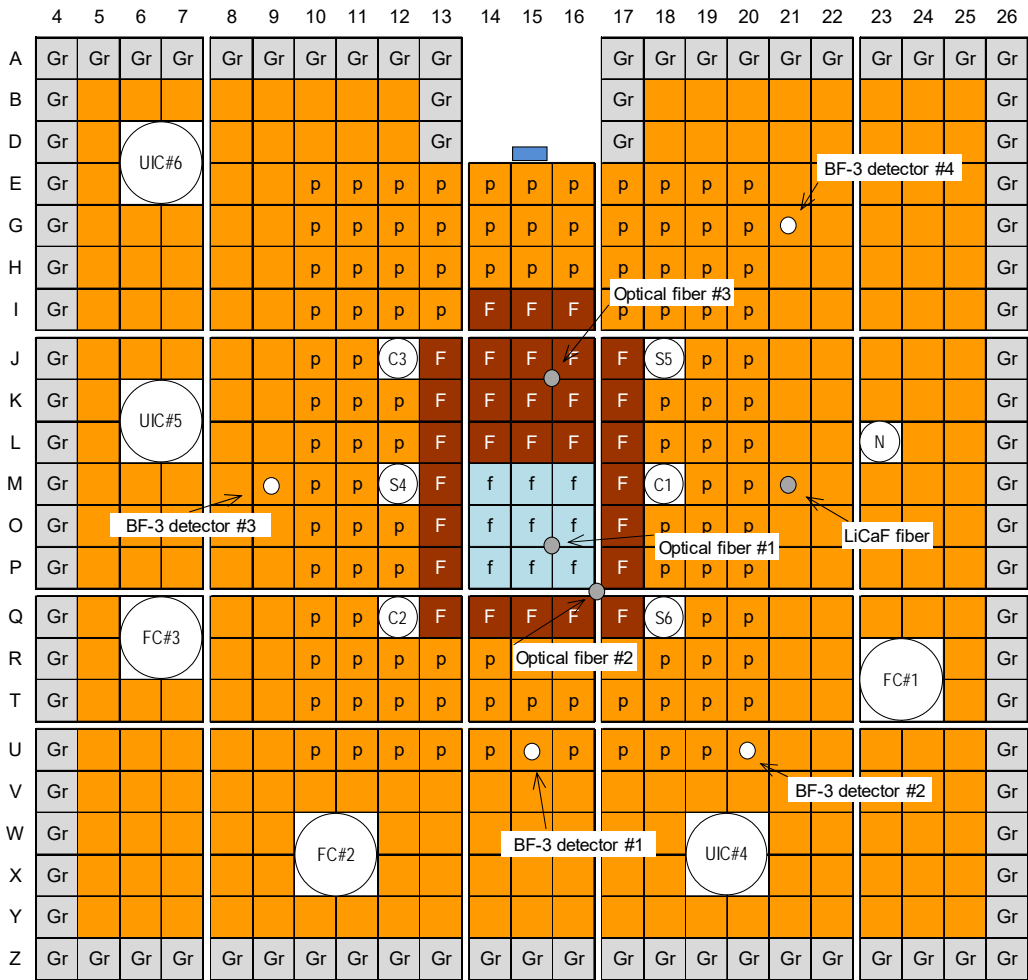 4 5 6 7 8 9 10 11 12 13 14 15 16 17 18 19 20 21 22 23 24 25 26
A Gr Gr Gr Gr Gr Gr Gr Gr Gr Gr Gr Gr Gr Gr Gr Gr Gr Gr Gr Gr
B Gr Gr Gr Gr
D Gr Gr Gr Gr
UIC#6
BF-3 detector #4
E Gr p p p p p p p p p p p Gr
G Gr p p p p p p p p p p p Gr
H Gr p p p p p p p p p p p Gr
Optical fiber #3
I Gr p p p p F F F p p p p Gr
J Gr p p C3 F F F F F S5 p p Gr
K Gr p p p F F F F F p p p Gr
UIC#5
L Gr p p p F F F F F p p p N Gr
M Gr p p S4 F f f f F C1 p p Gr
BF-3 detector #3
O Gr p p p F f f f F p p p Gr
LiCaF fiber
Optical fiber #1
P Gr p p p F f f f F p p p Gr
Q Gr p p C2 F F F F F S6 p p Gr
FC#3
R Gr p p p p p p p p Gr
Optical fiber #2
FC#1
T Gr p p p p p p p p p p p Gr
U Gr p p p p p p p p p Gr
V Gr Gr
BF-3 detector #2
W Gr Gr
BF-3 detector #1
FC#2 UIC#4
X Gr Gr
Y Gr Gr
Z Gr Gr Gr Gr Gr Gr Gr Gr Gr Gr Gr Gr Gr Gr Gr Gr Gr Gr Gr Gr Gr Gr Gr